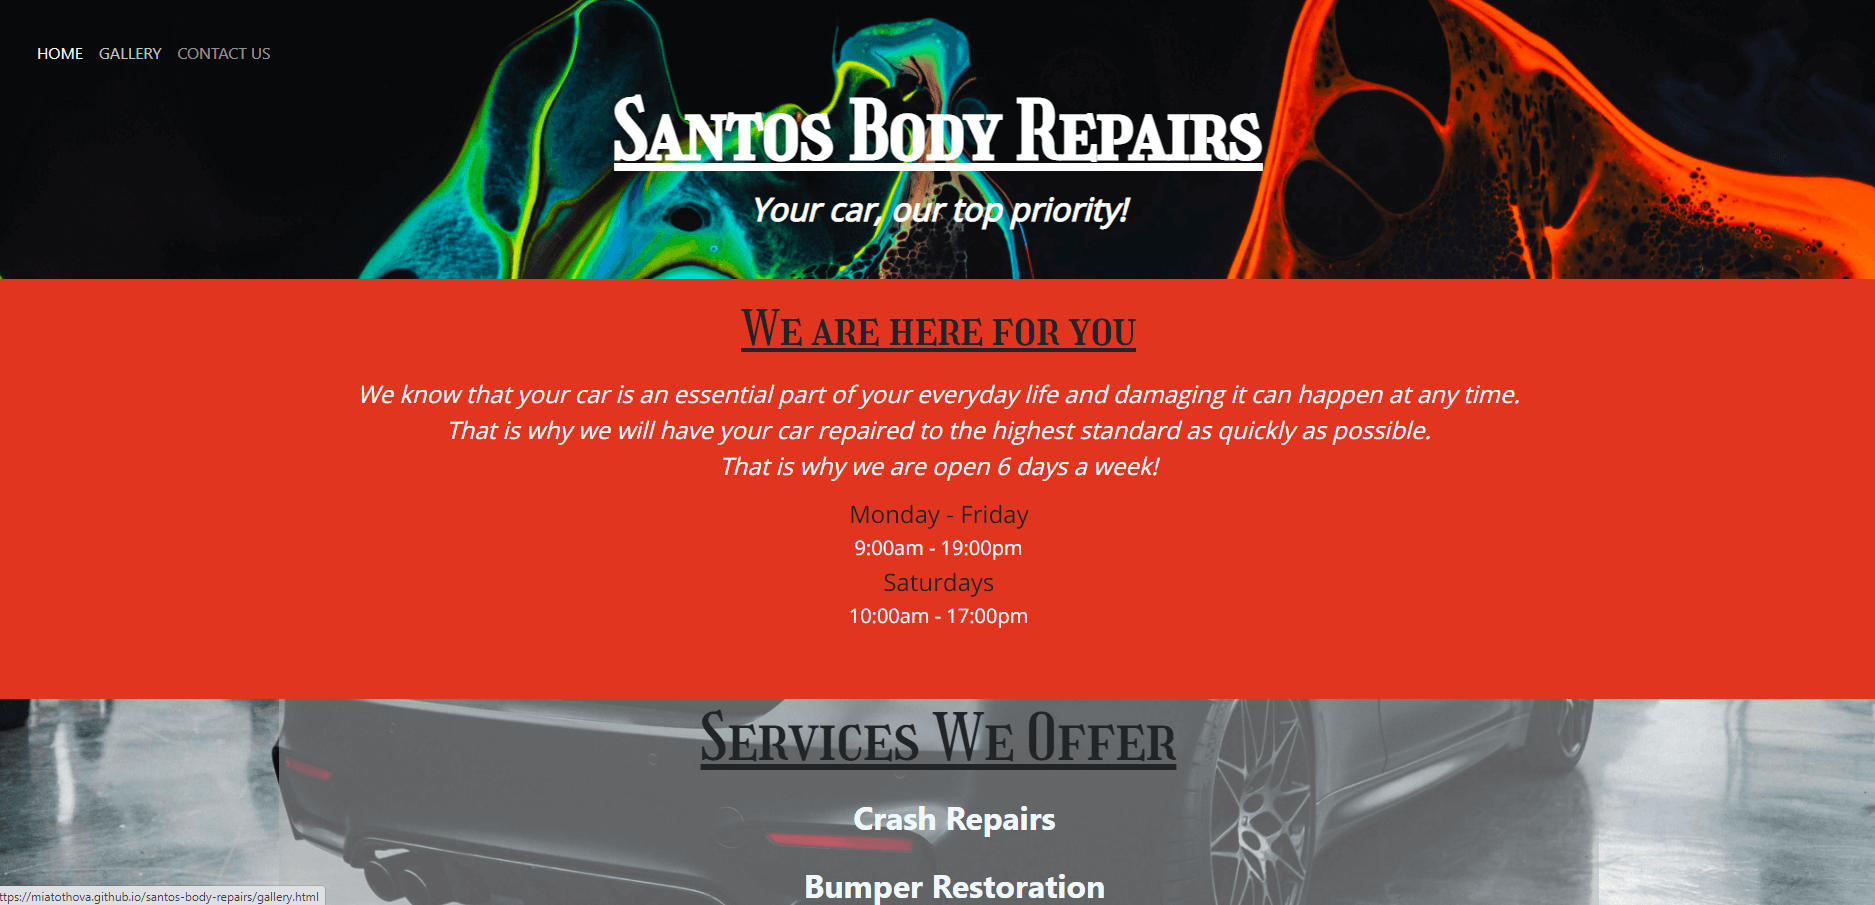 HOME GALLERY CONTACT US
Santos Body Repairs
Your car, our top priority!
We are here for you
We know that your car is an essential part of your everyday life and damaging it can happen at any time.
That is why we will have your car repaired to the highest standard as quickly as possible.
That is why we are open 6 days a week!
Monday - Friday
9:00am - 19:00pm
Saturdays
10:00am - 17:00pm
Services We Offer
Crash Repairs
Bumper Restoration
ttps://miatothova.github.io/santos-body-repairs/gallery.html